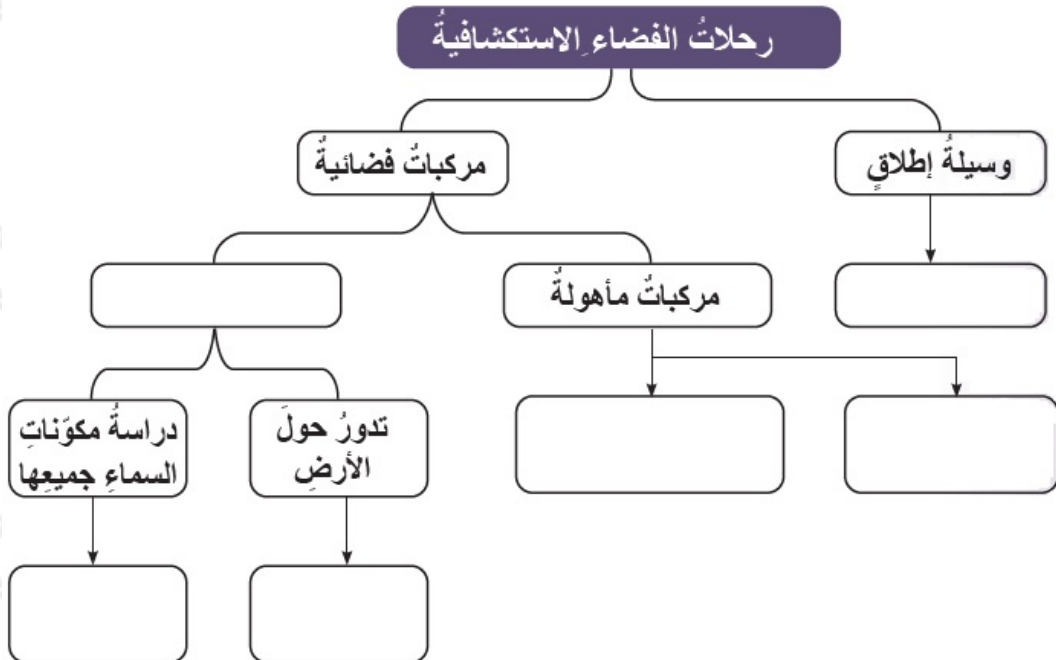 رحلاتُ الفضاءِ الاستكشافيةُ
وسيلةُ إطلاقٍ
مركباتٌ فضائيةٌ
مركباتٌ مأهولةٌ
تدورُ حولَ
الأرضِ
دراسةُ مكوّناتِ
السماءِ جميعِها